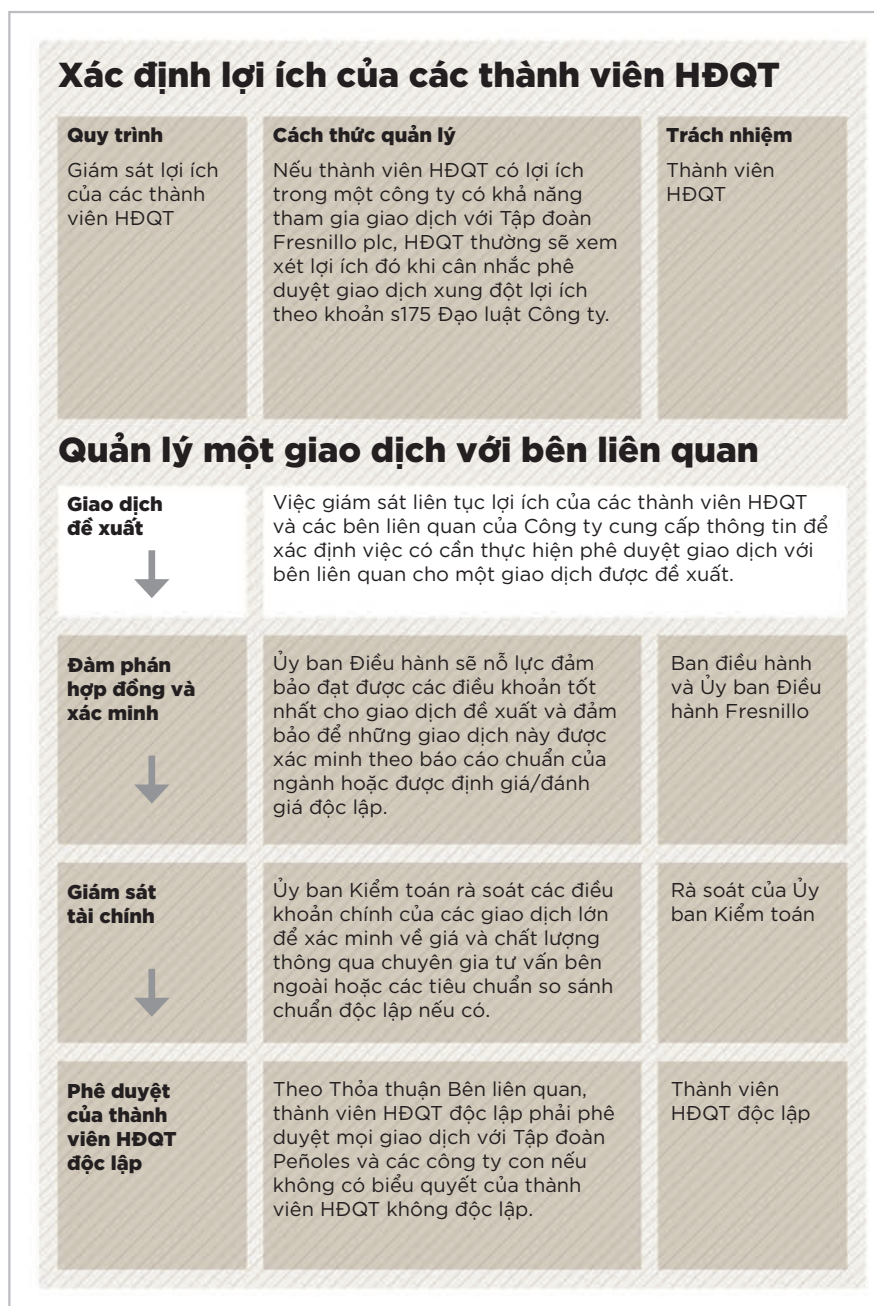 Xác định lợi ích của các thành viên HĐQT
Quy trình
Giám sát lợi ích
của các thành
viên HĐQT
Cách thức quản lý
Nếu thành viên HĐQT có lợi ích
trong một công ty có khả năng
tham gia giao dịch với Tập đoàn
Fresnillo plc, HĐQT thường sẽ xem
xét lợi ích đó khi cân nhắc phê
duyệt giao dịch xung đột lợi ích
theo khoản s175 Đạo luật Công ty.
Trách nhiệm
Thành viên
HĐQT
Quản lý một giao dịch với bên liên quan
Giao dịch
đề xuất
Việc giám sát liên tục lợi ích của các thành viên HĐQT
và các bên liên quan của Công ty cung cấp thông tin để
xác định việc có cần thực hiện phê duyệt giao dịch với
bên liên quan cho một giao dịch được đề xuất.
Đàm phán
hợp đồng và
xác minh
Ủy ban Điều hành sẽ nỗ lực đảm
bảo đạt được các điều khoản tốt
nhất cho giao dịch đề xuất và đảm
bảo để những giao dịch này được
xác minh theo báo cáo chuẩn của
ngành hoặc được định giá/đánh
giá độc lập.
Ban điều hành
và Ủy ban Điều
hành Fresnillo
Giám sát
tài chính
Ủy ban Kiểm toán rà soát các điều
khoản chính của các giao dịch lớn
để xác minh về giá và chất lượng
thông qua chuyên gia tư vấn bên
ngoài hoặc các tiêu chuẩn so sánh
chuẩn độc lập nếu có.
Rà soát của Ủy
ban Kiểm toán
Phê duyệt
của thành
viên HĐQT
độc lập
Theo Thỏa thuận Bên liên quan,
thành viên HĐQT độc lập phải phê
duyệt mọi giao dịch với Tập đoàn
Peñoles và các công ty con nếu
không có biểu quyết của thành
viên HĐQT không độc lập.
Thành viên
HĐQT độc lập